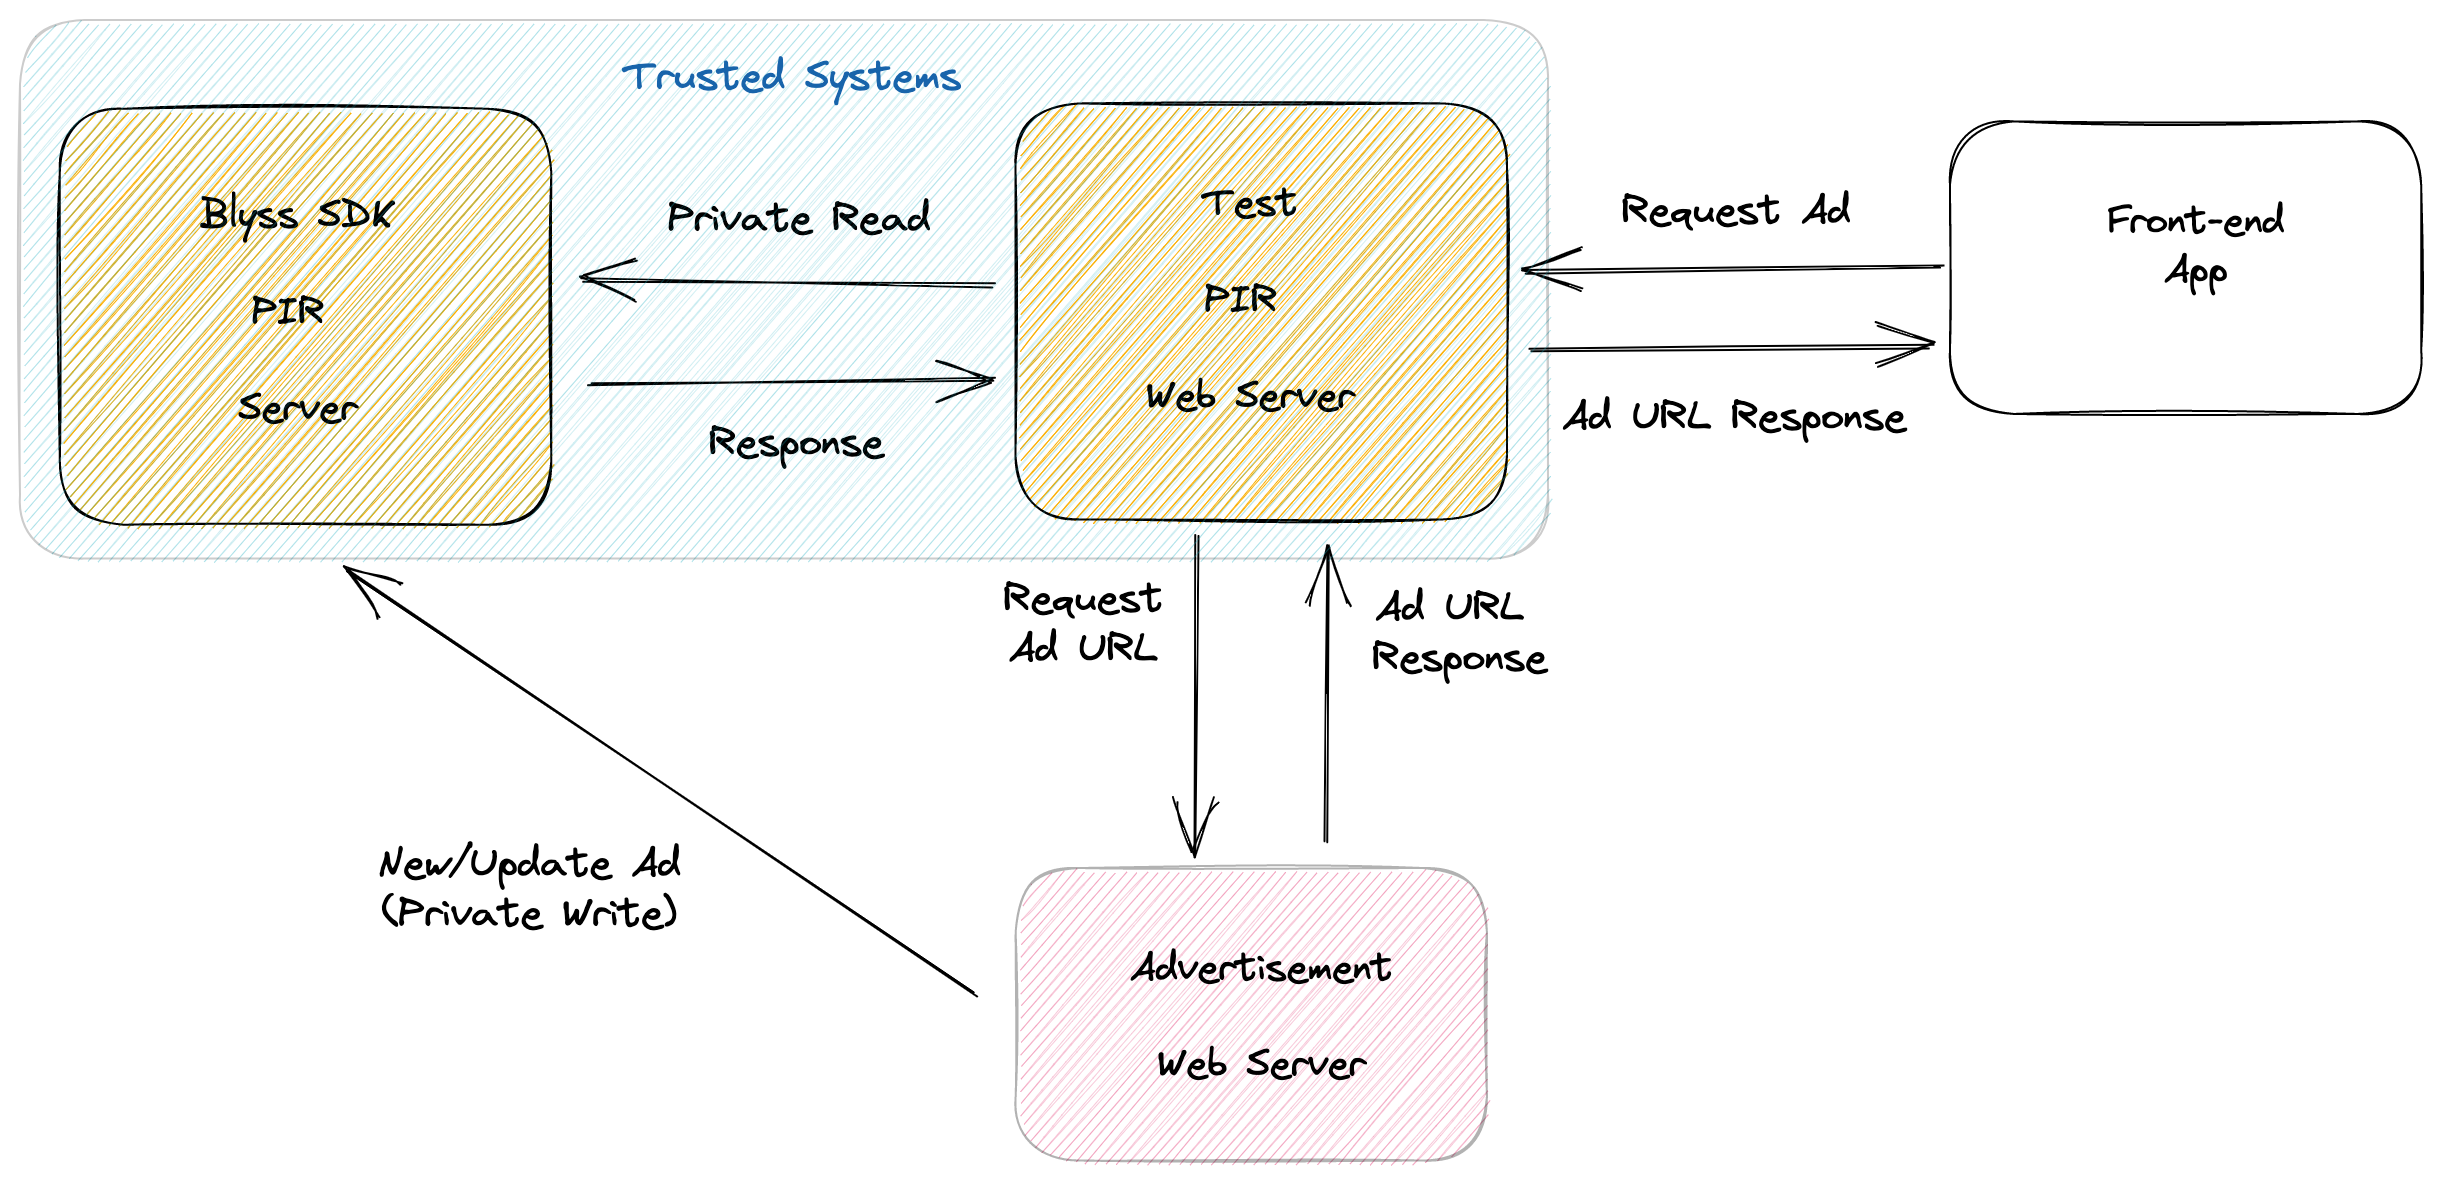 Trusted Systems
Blyss SDK
PIR
Server
Private Read
Response
Test
PIR
Web Server
Request Ad
Ad URL Response
Front-end
App
Request
Ad URL
Ad URL
Response
New/Update Ad
(Private Write)
Advertisement
Web Server